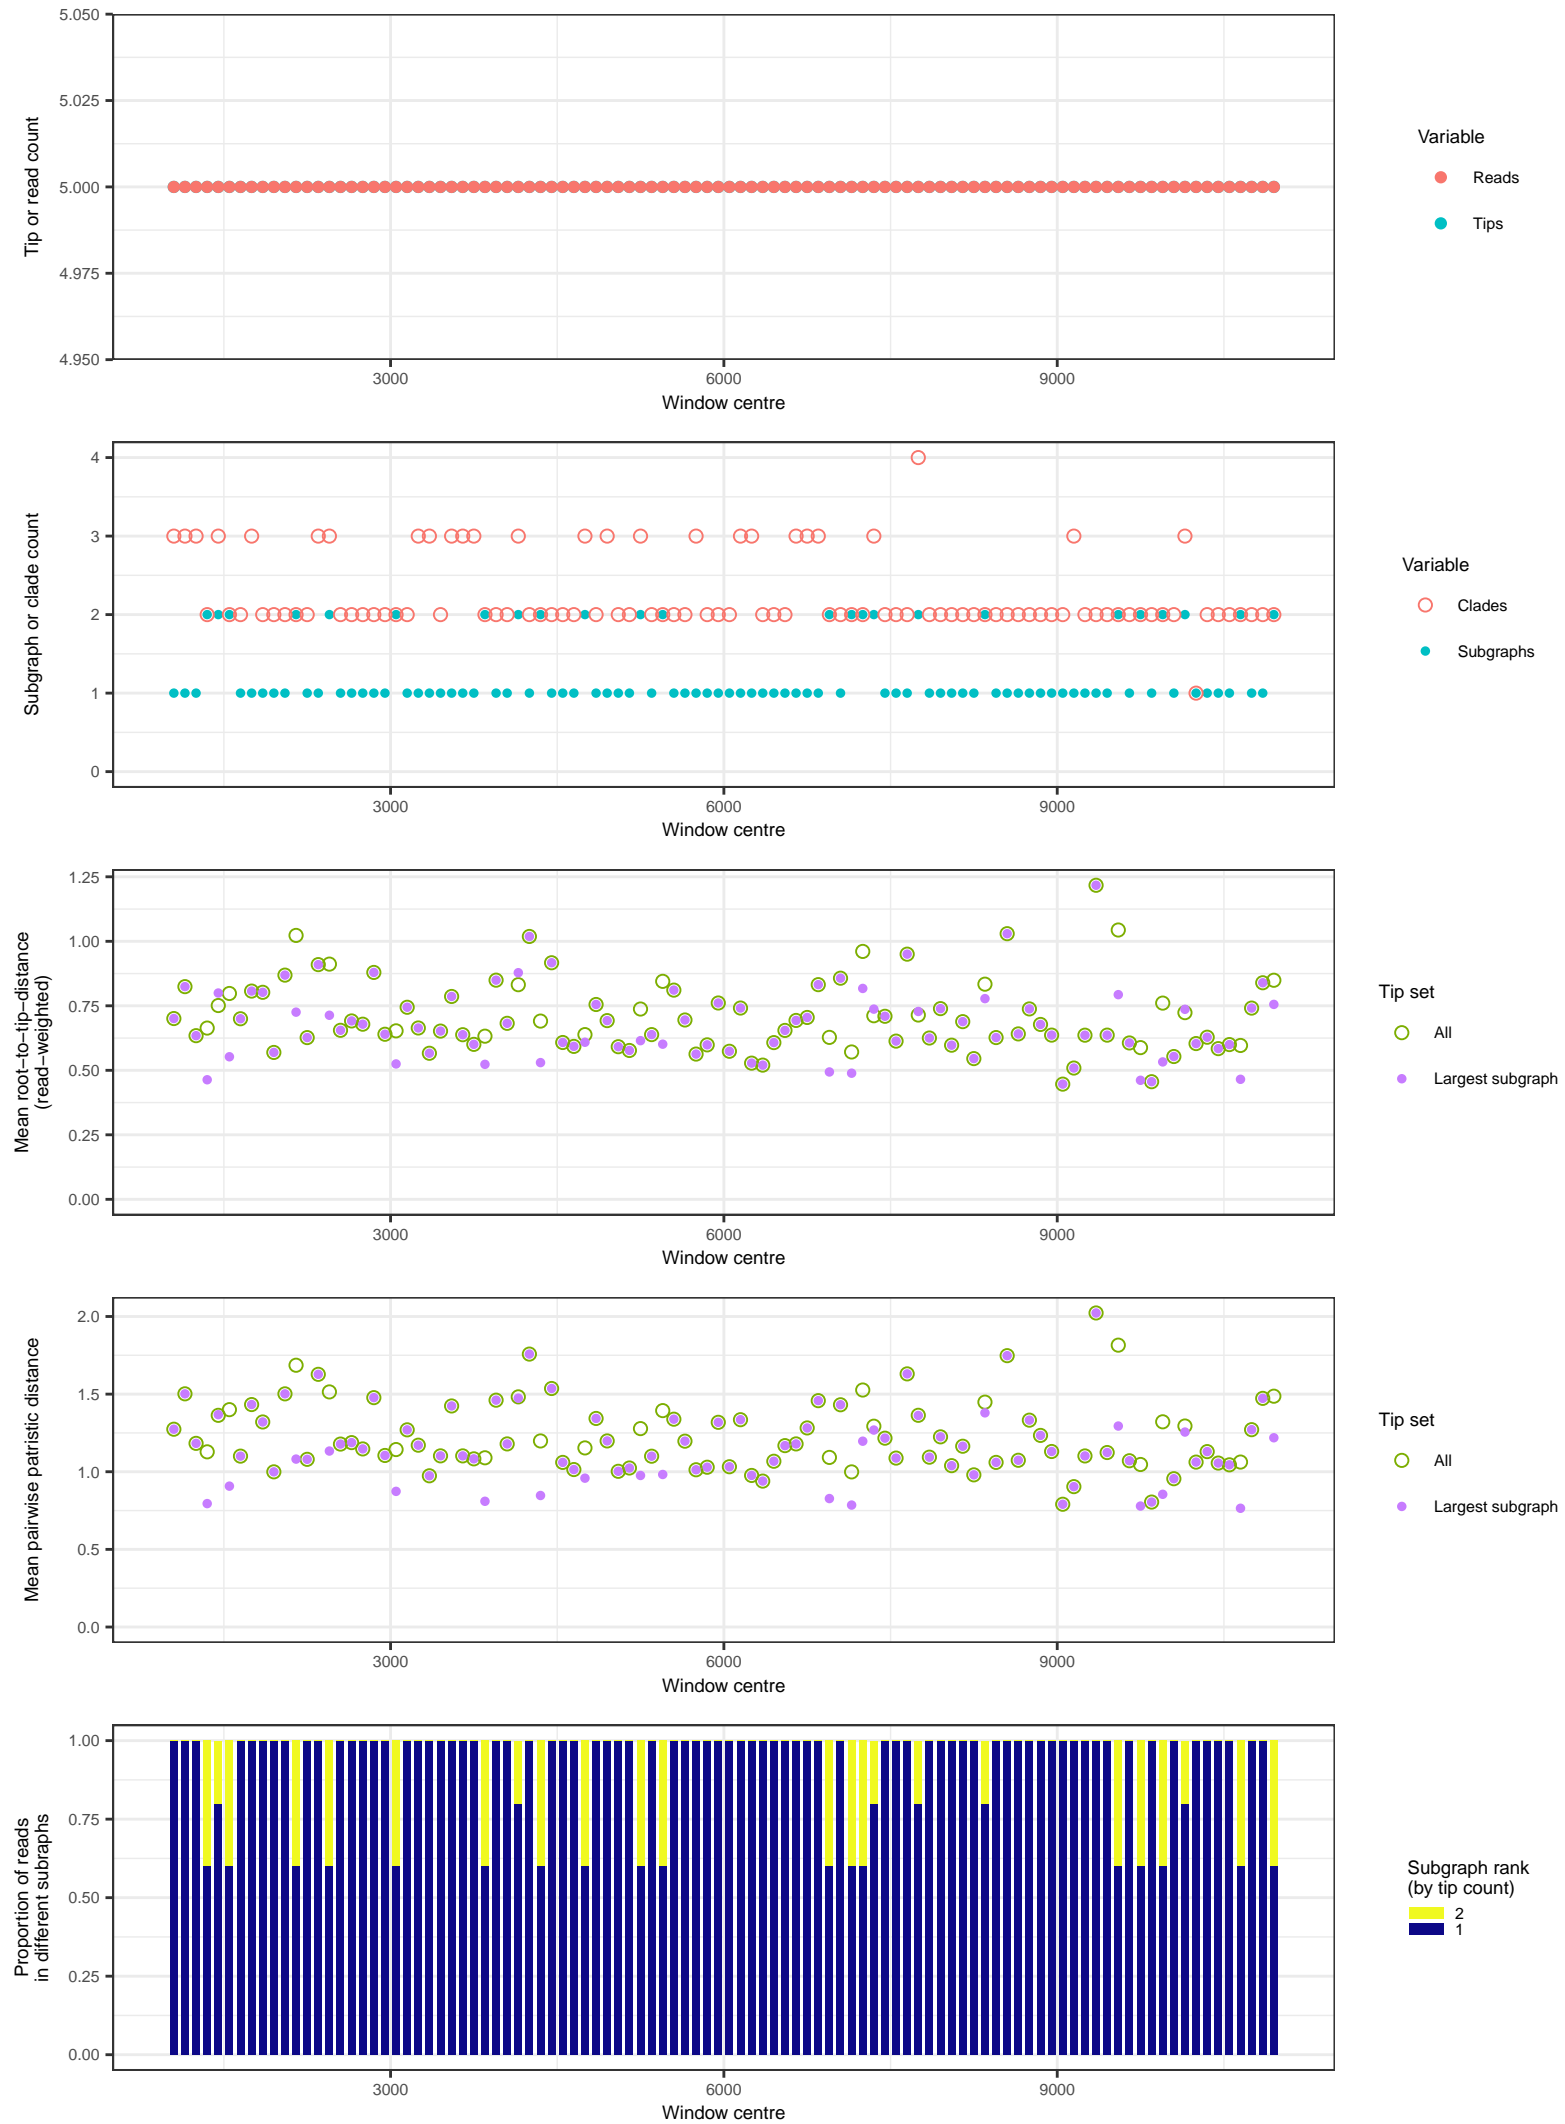 5.050
5.025
5.000
4.975
4.950
Tip or read count
3000 6000 9000
Window centre
Variable
Reads
Tips
4
3
2
1
0
Subgraph or clade count
3000 6000 9000
Window centre
Variable
Clades
Subgraphs
1.25
1.00
0.75
0.50
0.25
0.00
Mean root−to−tip−distance
(read−weighted)
3000 6000 9000
Window centre
Tip set
All
Largest subgraph
2.0
1.5
1.0
0.5
0.0
Mean pairwise patristic distance
3000 6000 9000
Window centre
Tip set
All
Largest subgraph
1.00
0.75
0.50
0.25
0.00
Proportion of reads
in different subraphs
3000 6000 9000
Window centre
Subgraph rank
(by tip count)
2
1